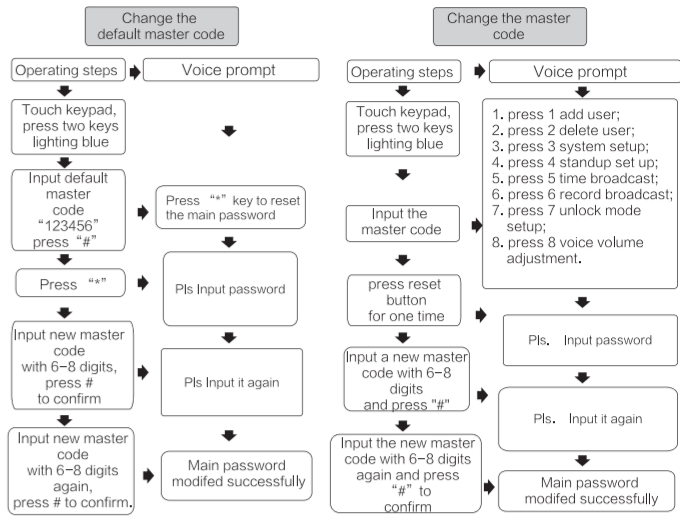 Change the
default master code
Operating steps
Voice prompt
Touch keypad,
press two keys
lighting blue
Input default
master
code
“123456”
press “#”
Press “*” key to reset
the main password
Press “*”
Pls Input password
Input new master
code
with 6-8 digits,
press #
to confirm
Pls Input it again
Input new master
code
with 6-8 digits
again,
press # to confirm.
Main password
modifed successfully
Change the master
code
Operating steps
Voice prompt
Touch keypad,
press two keys
lighting blue
1. press 1 add user;
2. press 2 delete user;
3. press 3 system setup;
4. press 4 standup set up;
5. press 5 time broadcast;
6. press 6 record broadcast;
7. press 7 unlock mode
setup;
8. press 8 voice volume
adjustment.
Input the
master code
press reset
button
for one time
Pls. Input password
Input a new master
code with 6-8
digits
and press "#"
Pls. Input it again
Input the new master
code with 6-8 digits
again and press
“#” to
confirm
Main password
modifed successfully